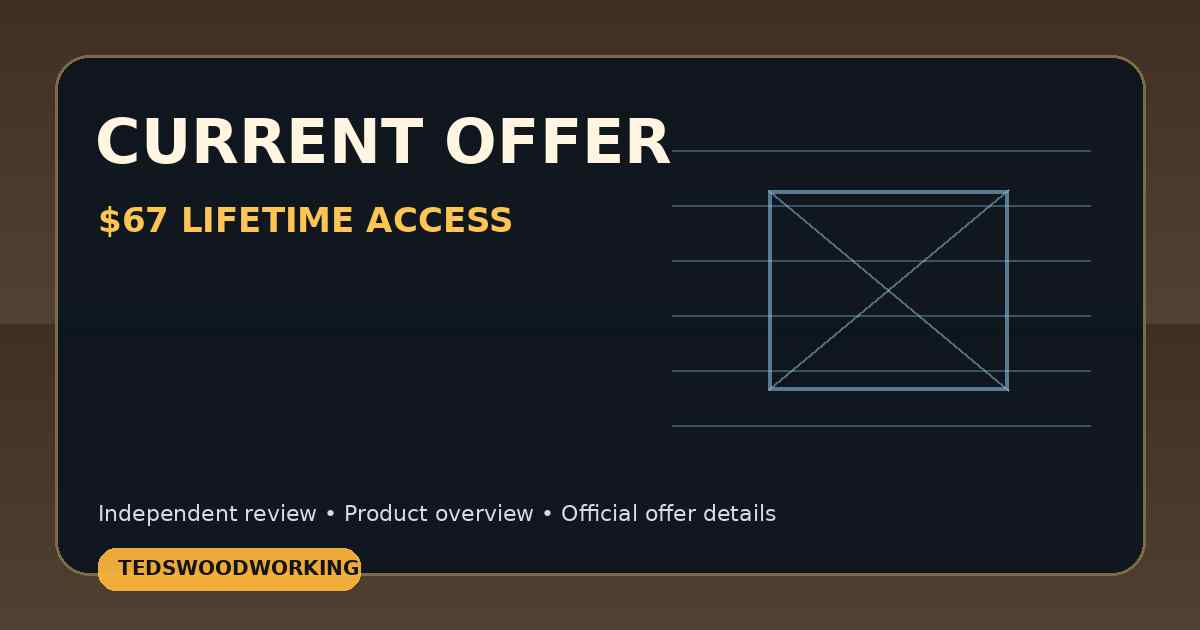 CURRENT OFFER
$67 LIFETIME ACCESS
Independent review • Product overview • Official offer details
TEDSWOODWORKING